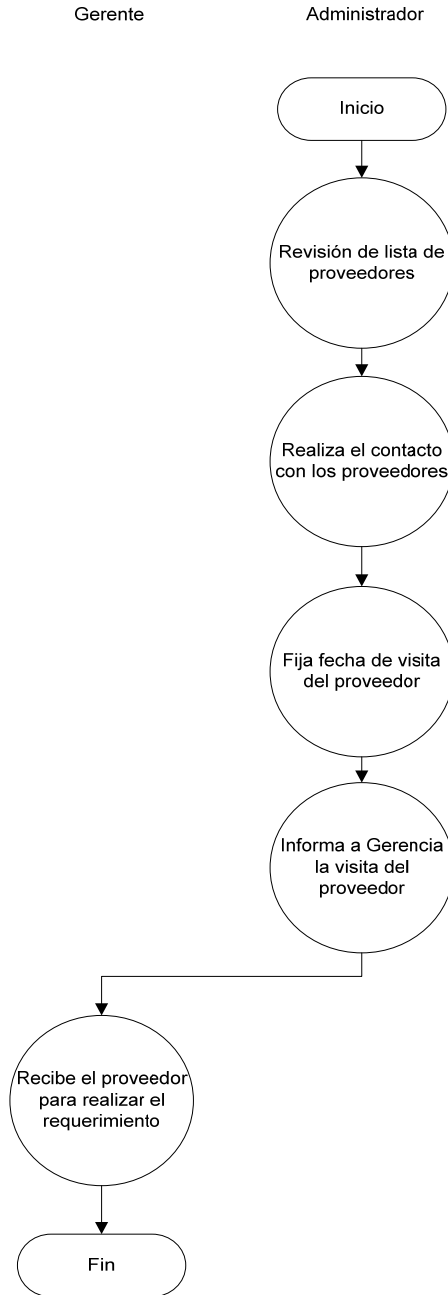 Gerente
Administrador
Inicio
Revisión de lista de
proveedores
Realiza el contacto
con los proveedores
Fija fecha de visita
del proveedor
Informa a Gerencia
la visita del
proveedor
Recibe el proveedor
para realizar el
requerimiento
Fin